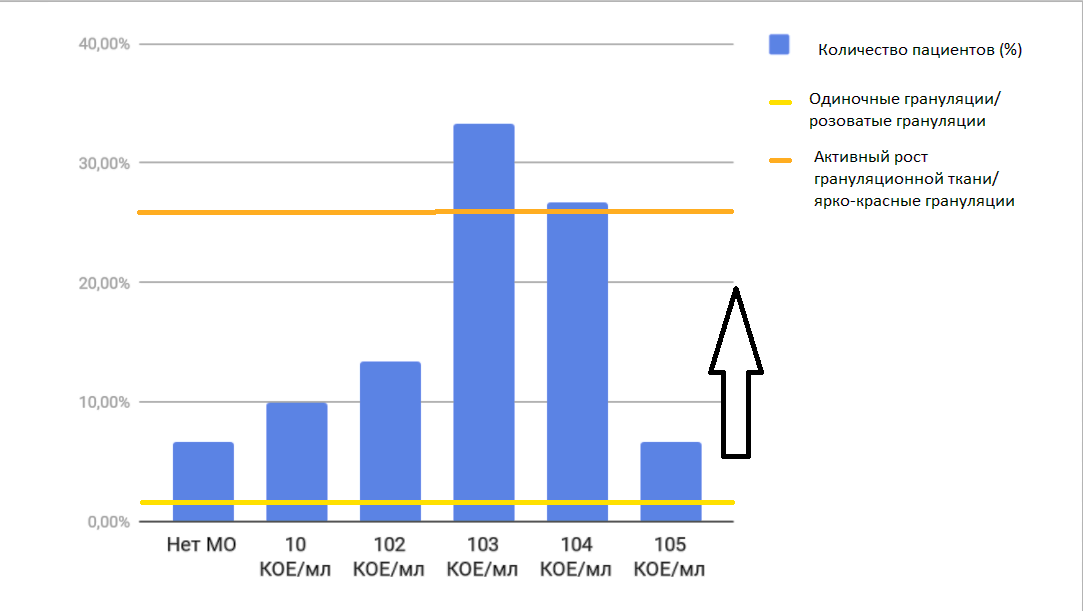 40,00%
30,00%
20,00%
10,00%
0,00%
Нет МО
10
КОЕ/мл
102
КОЕ/мл
103
КОЕ/мл
104
КОЕ/мл
105
КОЕ/мл
Количество пациентов (%)
Одиночные грануляции/
розоватые грануляции
Активный рост
грануляционной ткани/
ярко-красные грануляции